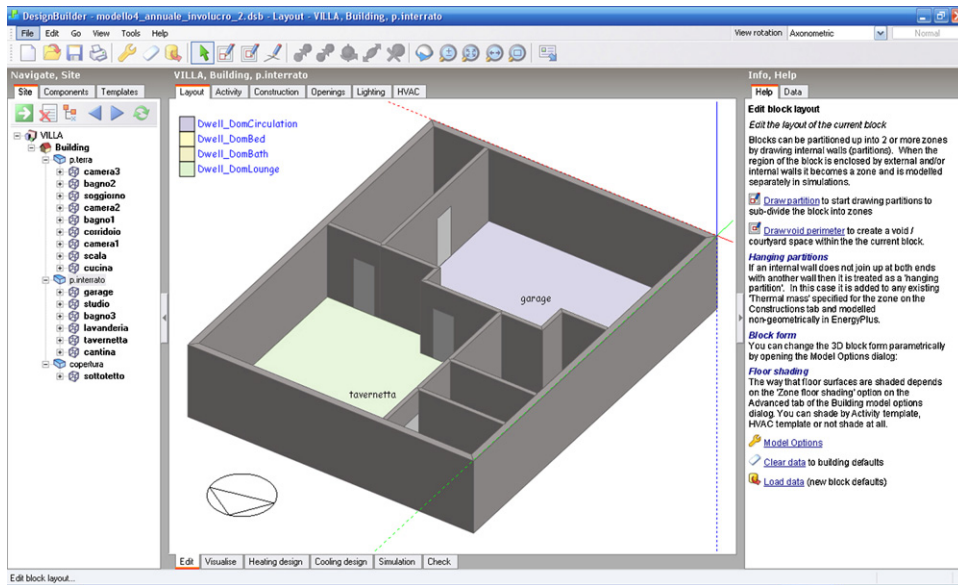 DesignBuilder - modello4_annuale_involucro_2.dsb - Layout - VILLA, Building, p.interrato
File Edit Go View Tools Help
View rotation Axonometric Normal
Navigate, Site
VILLA, Building, p.interrato
Info, Help
Site Components Templates
Layout Activity Construction Openings Lighting HVAC
Help Data
VILLA
Building
p.terra
camera3
bagno2
soggiorno
camera2
bagno1
corridoio
camera1
scala
cucina
p.interrato
garage
studio
bagno3
lavanderia
tavernetta
cantina
copertura
sottotetto
Dwell_DomCirculation
Dwell_DomBed
Dwell_DomBath
Dwell_DomLounge
garage
tavernetta
Edit Visualise Heating design Cooling design Simulation Check
Edit block layout
Edit the layout of the current block
Blocks can be partitioned up into 2 or more zones
by drawing internal walls (partitions). When the
region of the block is enclosed by external and/or
internal walls it becomes a zone and is modelled
separately in simulations.
Draw partition to start drawing partitions to
sub-divide the block into zones
Draw void perimeter to create a void /
courtyard space within the the current block.
Hanging partitions
If an internal wall does not join up at both ends
with another wall then it is treated as a 'hanging
partition'. In this case it is added to any existing
'Thermal mass' specified for the zone on the
Constructions tab and modelled
non-geometrically in EnergyPlus.
Block form
You can change the 3D block form parametrically
by opening the Model Options dialog:
Floor shading
The way that floor surfaces are shaded depends
on the 'Zone floor shading' option on the
Advanced tab of the Building model options
dialog. You can shade by Activity template,
HVAC template or not shade at all.
Model Options
Clear data to building defaults
Load data (new block defaults)
Edit block layout...